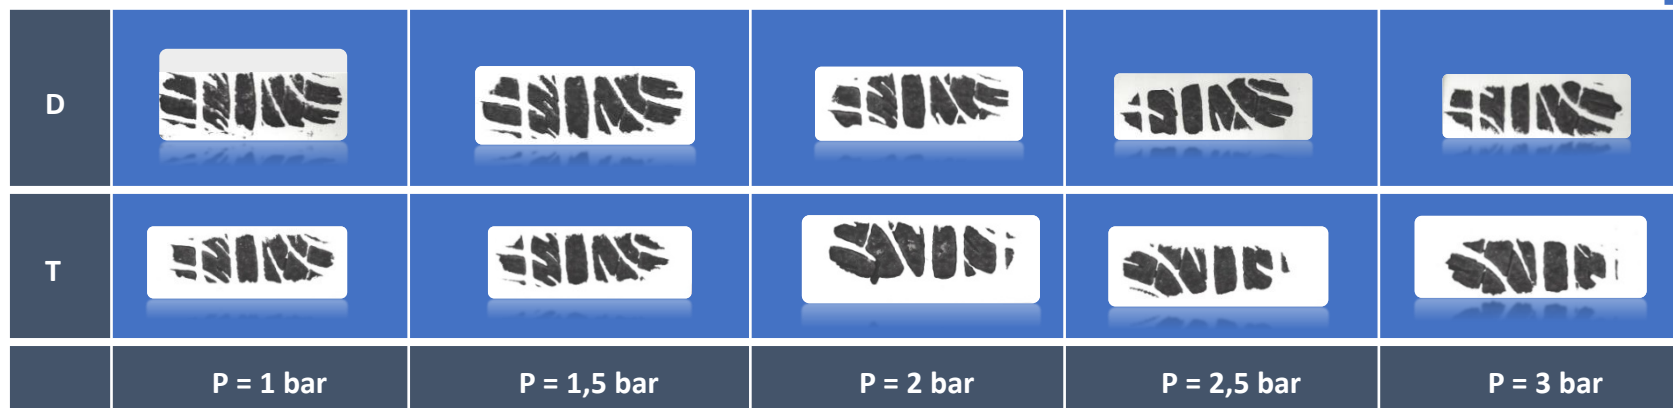 D
T
P = 1 bar
P = 1,5 bar
P = 2 bar
P = 2,5 bar
P = 3 bar